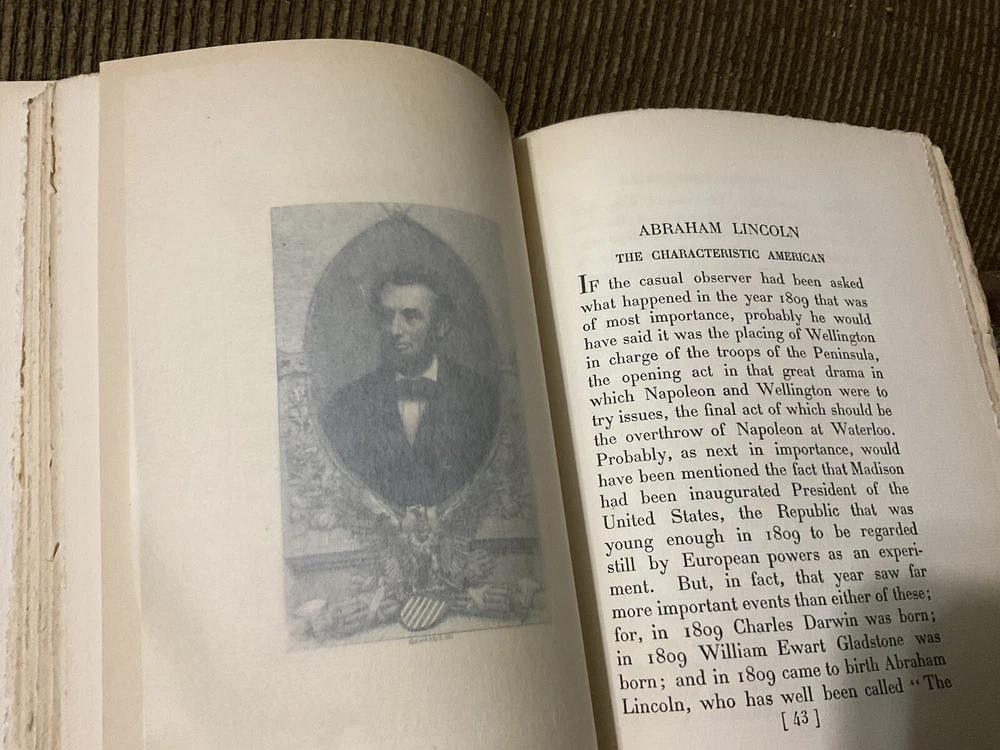 ABRAHAM LINCOLN
THE CHARACTERISTIC AMERICAN
IF the casual observer had been asked
what happened in the year 1809 that was
of most importance, probably he would
have said it was the placing of Wellington
in charge of the troops of the Peninsula,
the opening act in that great drama in
which Napoleon and Wellington were to
try issues, the final act of which should be
the overthrow of Napoleon at Waterloo.
Probably, as next in importance, would
have been mentioned the fact that Madison
had been inaugurated President of the
United States, the Republic that was
young enough in 1809 to be regarded
still by European powers as an experi-
ment. But, in fact, that year saw far
more important events than either of these;
for, in 1809 Charles Darwin was born;
in 1809 William Ewart Gladstone was
born; and in 1809 came to birth Abraham
Lincoln, who has well been called “The
[ 43 ]